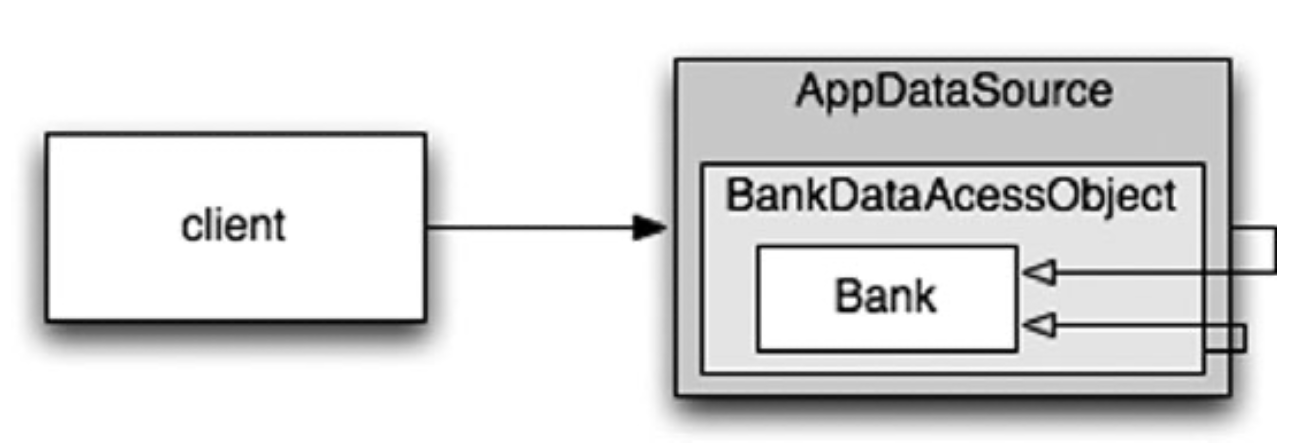 AppDataSource
BankDataAcessObject
client
Bank